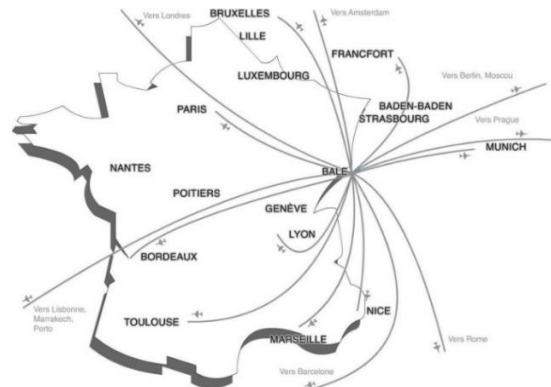 Vers Londres
BRUXELLES
Vers Amsterdam
LILLE
FRANCFORT
LUXEMBOURG
Vers Berlin, Moscou
PARIS
BADEN-BADEN
STRASBOURG
Vers Prague
MUNICH
NANTES
BALE
POITIERS
GENÈVE
LYON
BORDEAUX
Vers Lisbonne,
Marrakech,
Porto
TOULOUSE
NICE
MARSEILLE
Vers Rome
Vers Barcelone